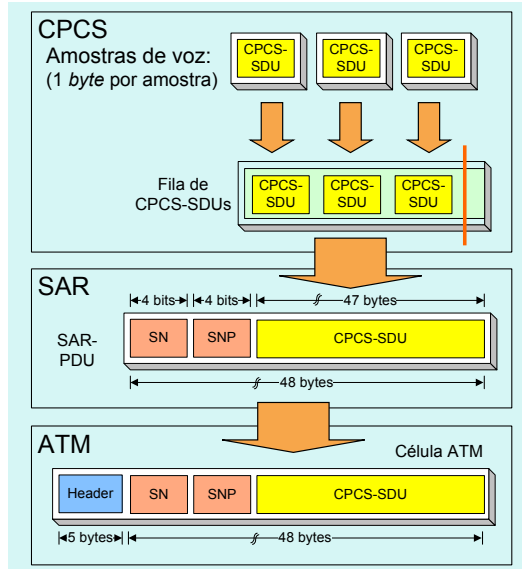 CPCS
Amostras de voz:
(1 byte por amostra)
CPCS-
SDU
CPCS-
SDU
CPCS-
SDU
Fila de
CPCS-SDUs
CPCS-
SDU
CPCS-
SDU
CPCS-
SDU
SAR
4 bits
4 bits
47 bytes
SAR-
PDU
SN
SNP
CPCS-SDU
48 bytes
ATM
Célula ATM
Header
SN
SNP
CPCS-SDU
5 bytes
48 bytes